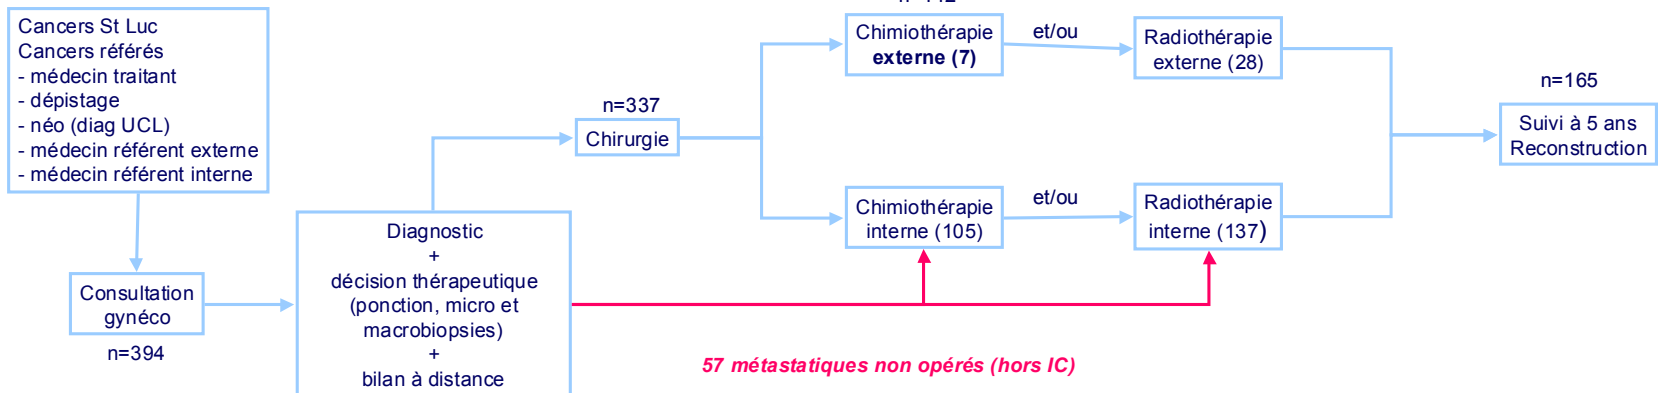 Cancers St Luc
Cancers référés
- médecin traitant
- dépistage
- néo (diag UCL)
- médecin référent externe
- médecin référent interne
Consultation
gynéco
n=394
Diagnostic
+
décision thérapeutique
(ponction, micro et
macrobiopsies)
+
bilan à distance
n=337
Chirurgie
Chimiothérapie
externe (7)
et/ou
Radiothérapie
externe (28)
Chimiothérapie
interne (105)
et/ou
Radiothérapie
interne (137)
n=165
Suivi à 5 ans
Reconstruction
57 métastatiques non opérés (hors IC)